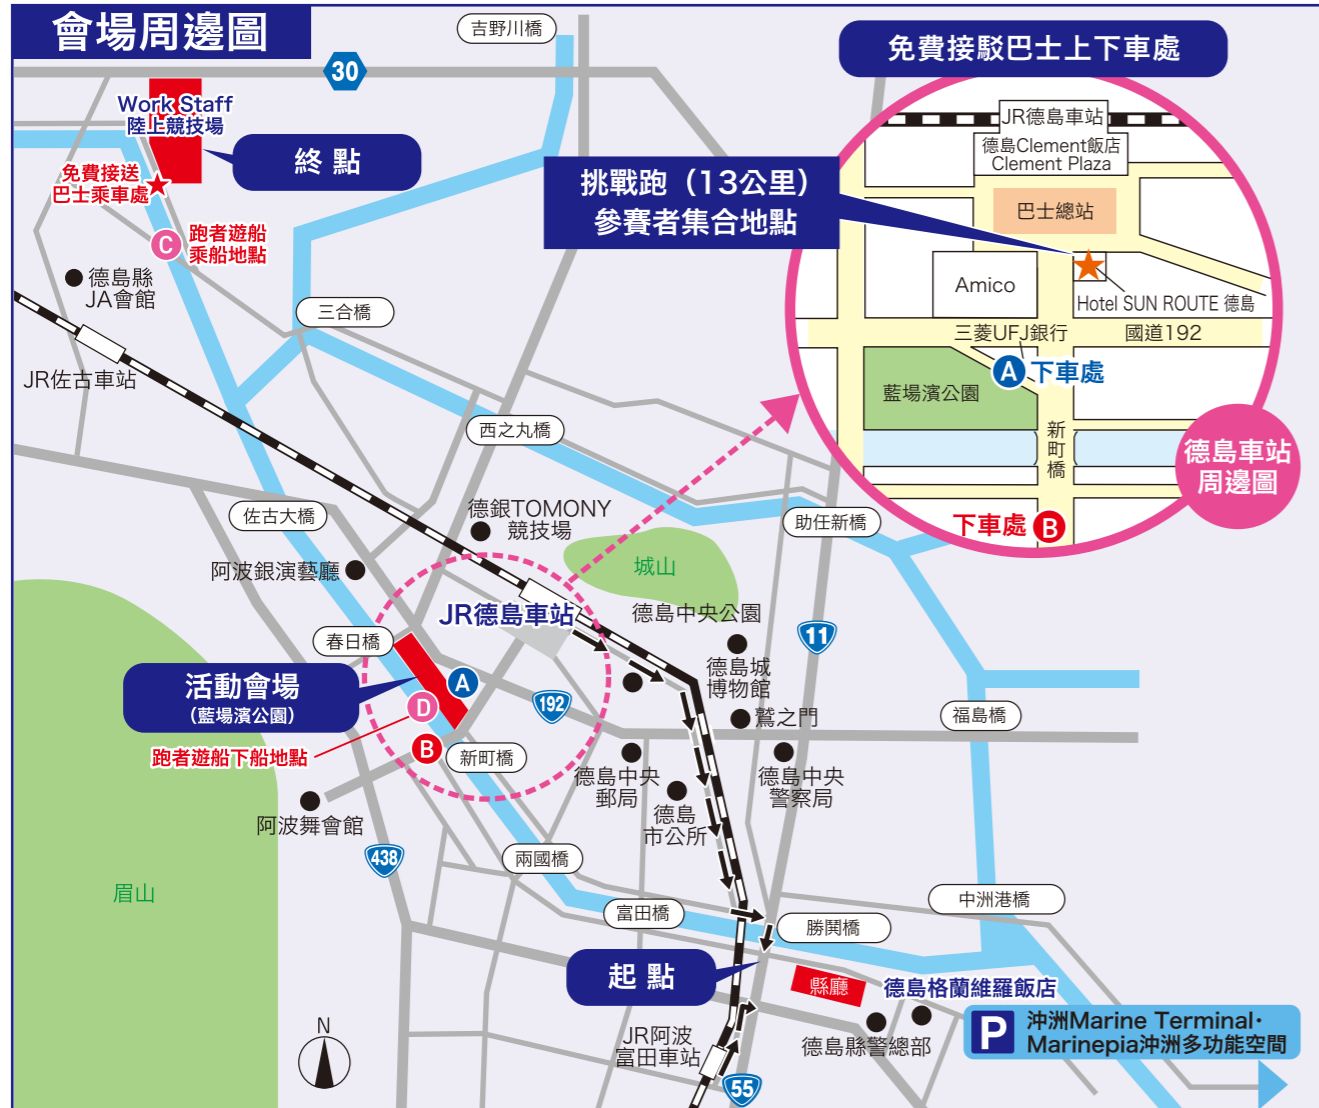 會場周邊圖
吉野川橋
30
Work Staff
陸上競技場
終點
免費接送
巴士乘車處
C
跑者遊船
乘船地點
德島縣
JA會館
三合橋
JR佐古車站
西之丸橋
佐古大橋
德銀TOMONY
競技場
助任新橋
阿波銀演藝廳
城山
JR德島車站
德島中央公園
春日橋
11
德島城
博物館
活動會場
(藍場濱公園)
A
D
192
鷲之門
福島橋
跑者遊船下船地點
B
新町橋
德島中央
郵局
德島中央
警察局
德島
市公所
阿波舞會館
438
兩國橋
眉山
富田橋
中洲港橋
勝鬨橋
起點
縣廳
德島格蘭維羅飯店
N
JR阿波
富田車站
德島縣警總部
P
沖洲Marine Terminal·
Marinepia沖洲多功能空間
55
免費接駁巴士上下車處
JR德島車站
德島Clement飯店
Clement Plaza
挑戰跑（13公里）
參賽者集合地點
巴士總站
Amico
Hotel SUN ROUTE 德島
三菱UFJ銀行
國道192
A 下車處
藍場濱公園
新町橋
德島車站
周邊圖
下車處 B